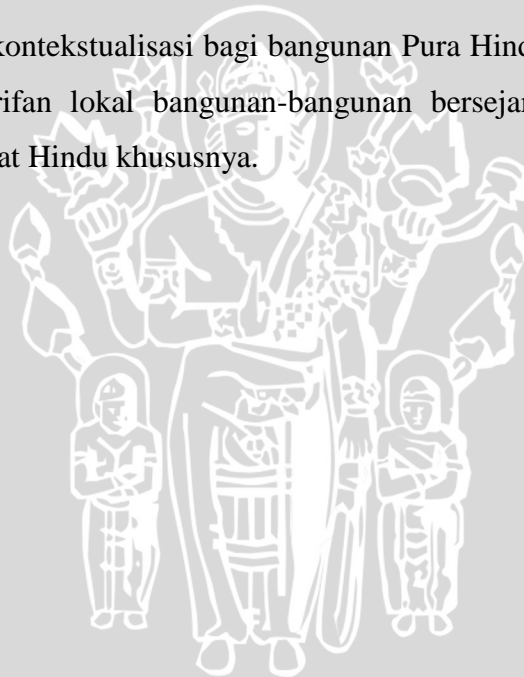 kontekstualisasi bagi bangunan Pura Hind
rifan lokal bangunan-bangunan bersejar
at Hindu khususnya.